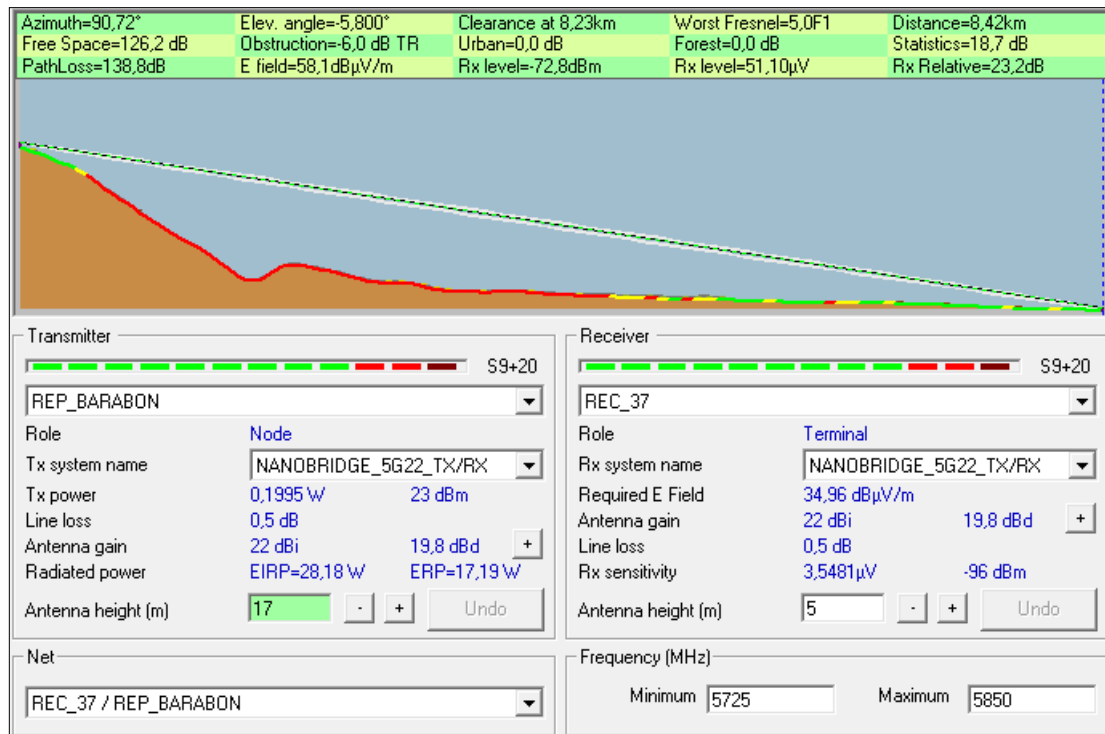 Azimuth=90,72° Elev. angle=-5,800° Clearance at 8,23km Worst Fresnel=5,0F1 Distance=8,42km
Free Space=126,2 dB Obstruction=-6,0 dB TR Urban=0,0 dB Forest=0,0 dB Statistics=18,7 dB
PathLoss=138,8dB E field=58,1dBµV/m Rx level=-72,8dBm Rx level=51,10µV Rx Relative=23,2dB
Transmitter
S9+20
REP_BARABON
Role Node
Tx system name NANOBRIDGE_5G22_TX/RX
Tx power 0,1995 W 23 dBm
Line loss 0,5 dB
Antenna gain 22 dBi 19,8 dBd +
Radiated power EIRP=28,18 W ERP=17,19 W
Antenna height (m) 17 - + Undo
Receiver
S9+20
REC_37
Role Terminal
Rx system name NANOBRIDGE_5G22_TX/RX
Required E Field 34,96 dBµV/m
Antenna gain 22 dBi 19,8 dBd +
Line loss 0,5 dB
Rx sensitivity 3,5481µV -96 dBm
Antenna height (m) 5 - + Undo
Net
REC_37 / REP_BARABON
Frequency (MHz)
Minimum 5725 Maximum 5850